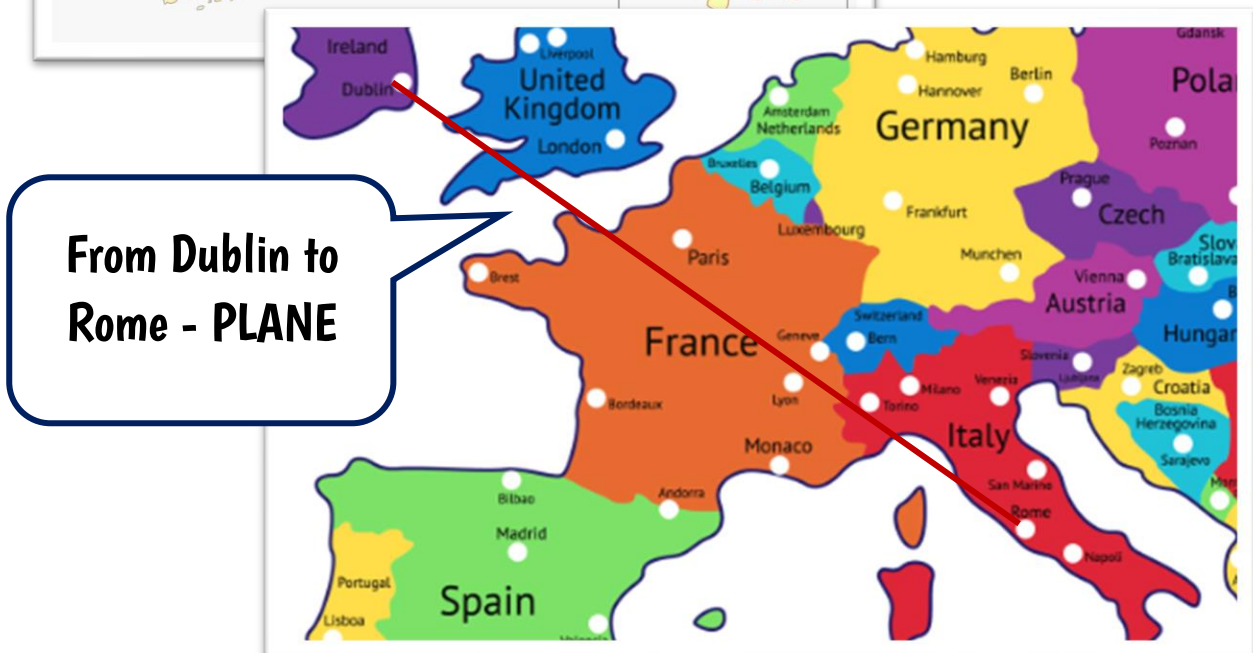 From Dublin to
Rome - PLANE
Ireland
Dublin
Liverpool
United
Kingdom
London
Amsterdam
Netherlands
Bruxelles
Belgium
Luxembourg
Hamburg
Hannover
Berlin
Germany
Frankfurt
Munchen
Gdansk
Poznan
Prague
Czech
Bratislava
Vienna
Austria
Paris
Brest
France
Geneve
Switzerland
Bern
Lyon
Bordeaux
Monaco
Andorra
Slovenia
Ljubljana
Zagreb
Croatia
Bosnia
Herzegovina
Sarajevo
Milano
Venezia
Torino
Italy
San Marino
Rome
Napoli
Bilbao
Madrid
Spain
Portugal
Lisboa